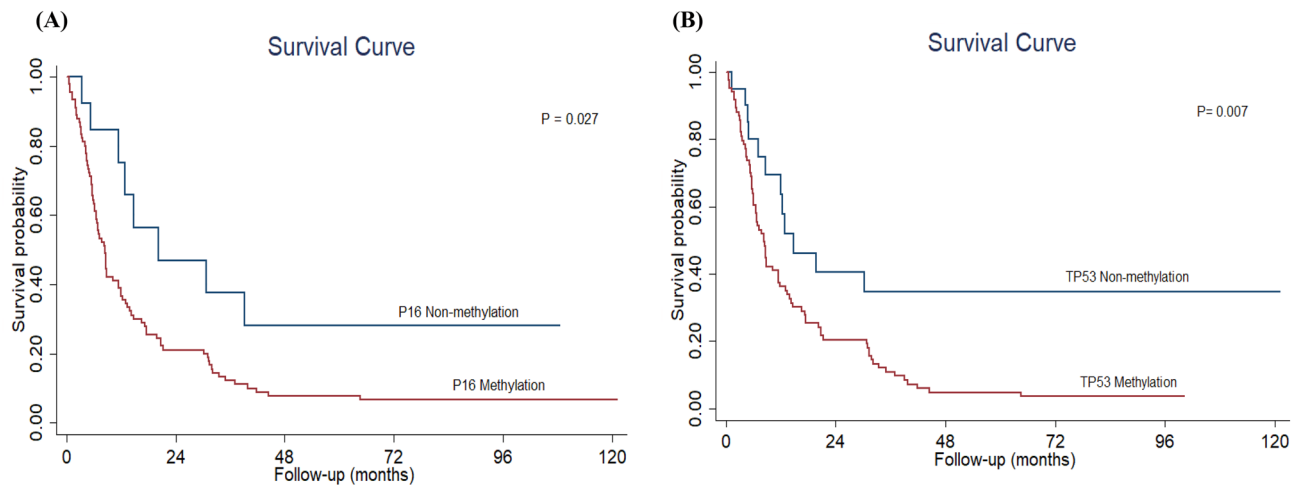 (A)
Survival Curve
P = 0.027
Survival probability
1.00
0.80
0.60
0.40
0.20
0.00
P16 Non-methylation
P16 Methylation
0 24 48 72 96 120
Follow-up (months)
(B)
Survival Curve
P= 0.007
Survival probability
1.00
0.80
0.60
0.40
0.20
0.00
TP53 Non-methylation
TP53 Methylation
0 24 48 72 96 120
Follow-up (months)